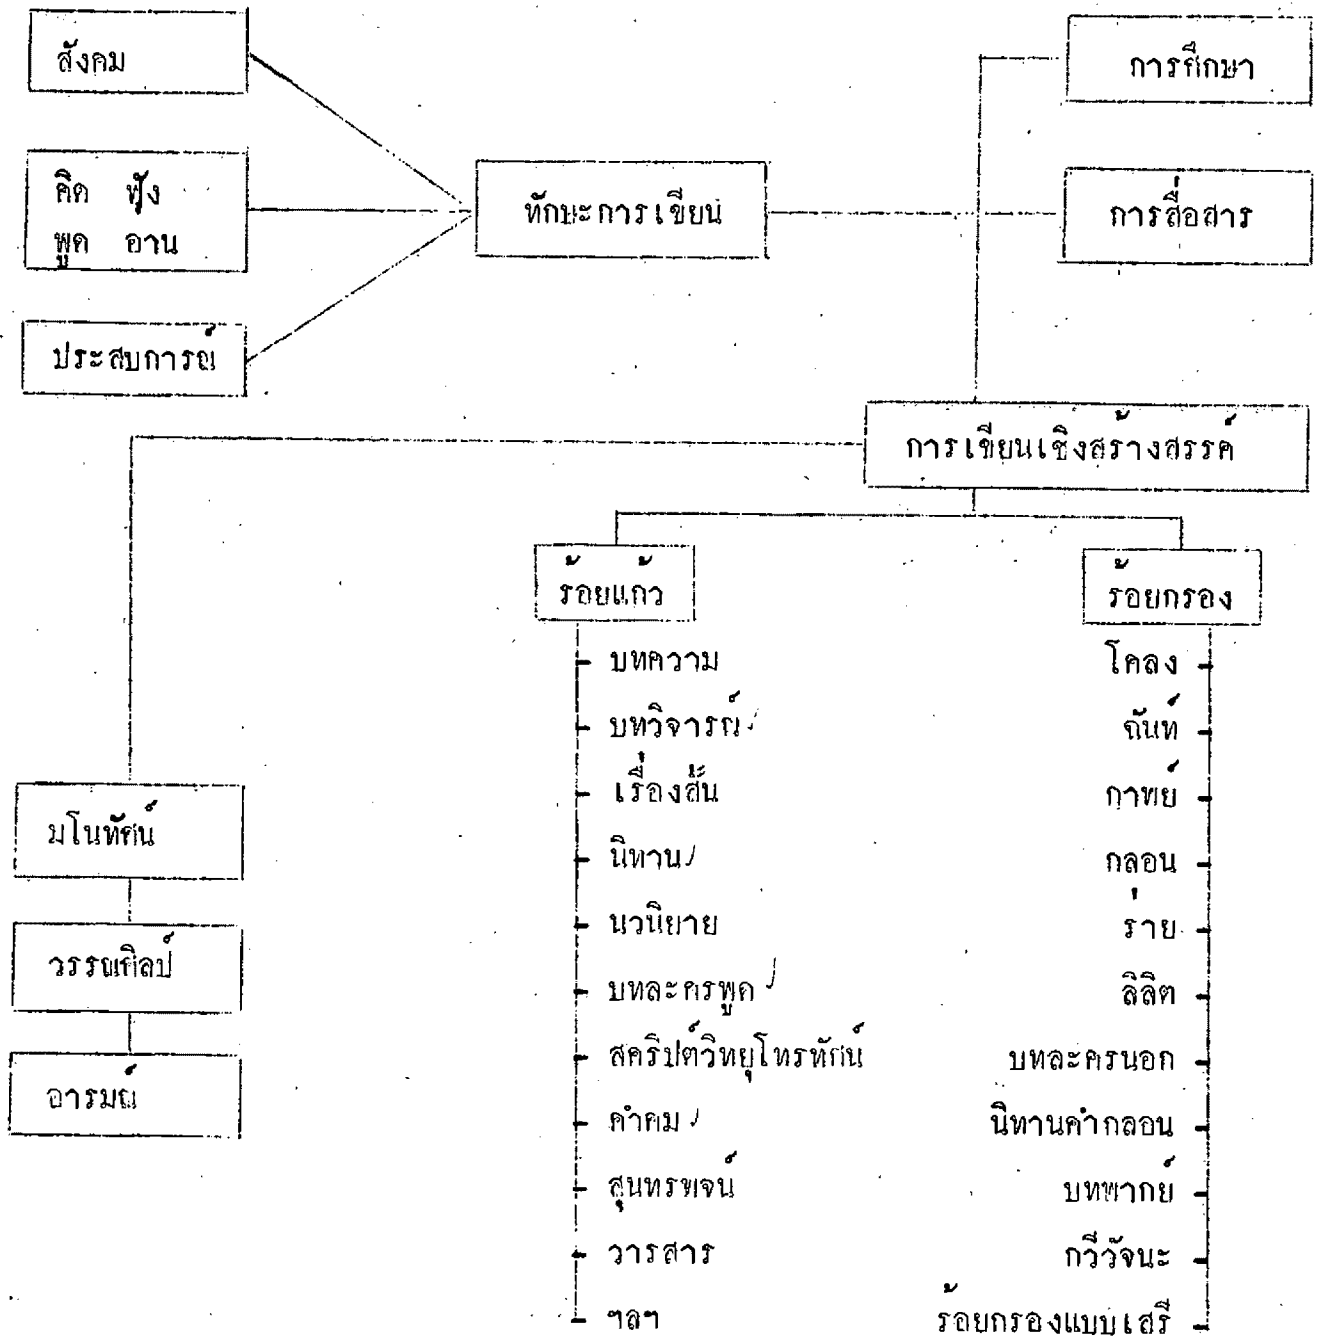 สังคม
คิด ฟัง
พูด อาน
ประสบการณ์
ทักษะการเขียน
การศึกษา
การสื่อสาร
การเขียนเชิงสร้างสรรค์
ร้อยแก้ว
บทความ
บทวิจารณ์
เรื่องสั้น
นิทาน
นวนิยาย
บทละครพูด
สคริปต์วิทยุโทรทัศน์
คำคม
สุนทรพจน์
วารสาร
ฯลฯ
ร้อยกรอง
โคลง
ฉันท์
กาพย์
กลอน
ร่าย
ลิลิต
บทละครนอก
นิทานคำกลอน
บทพากย์
กวีวัจนะ
ร้อยกรองแบบเสรี
มโนทัศน์
วรรณศิลป์
อารมณ์